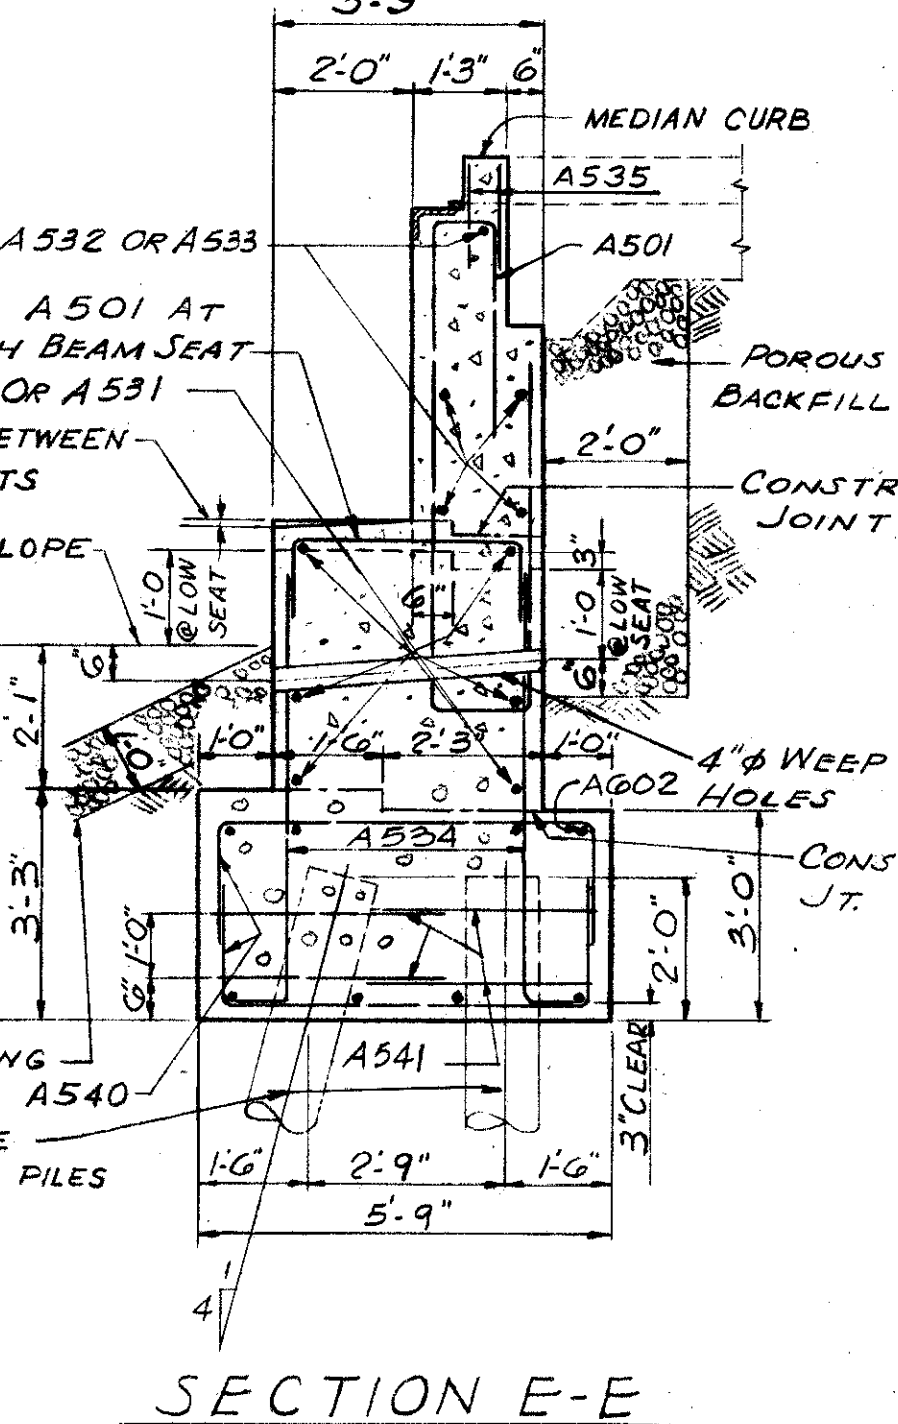 3'-9"
2'-0" 1'-3" 6"
MEDIAN CURB
A535
A532 OR A533
A501
A501 AT
H BEAM SEAT
OR A531
POROUS
BACKFILL
ETWEEN
TS
2'-0"
CONSTR
JOINT
LOPE
1'-0
@LOW
SEAT
6"
3"
1'-0
@LOW
SEAT
6"
6"
2'-1"
1'-0" 1'-6" 2'-3" 1'-0"
4"φ WEEP
HOLES
A602
A534
CONS
JT.
3'-3"
1'-0"
6"
2'-0"
3'-0"
NG
A540
A541
3" CLEAR
E
PILES
1'-6" 2'-9" 1'-6"
5'-9"
1
4
SECTION E-E